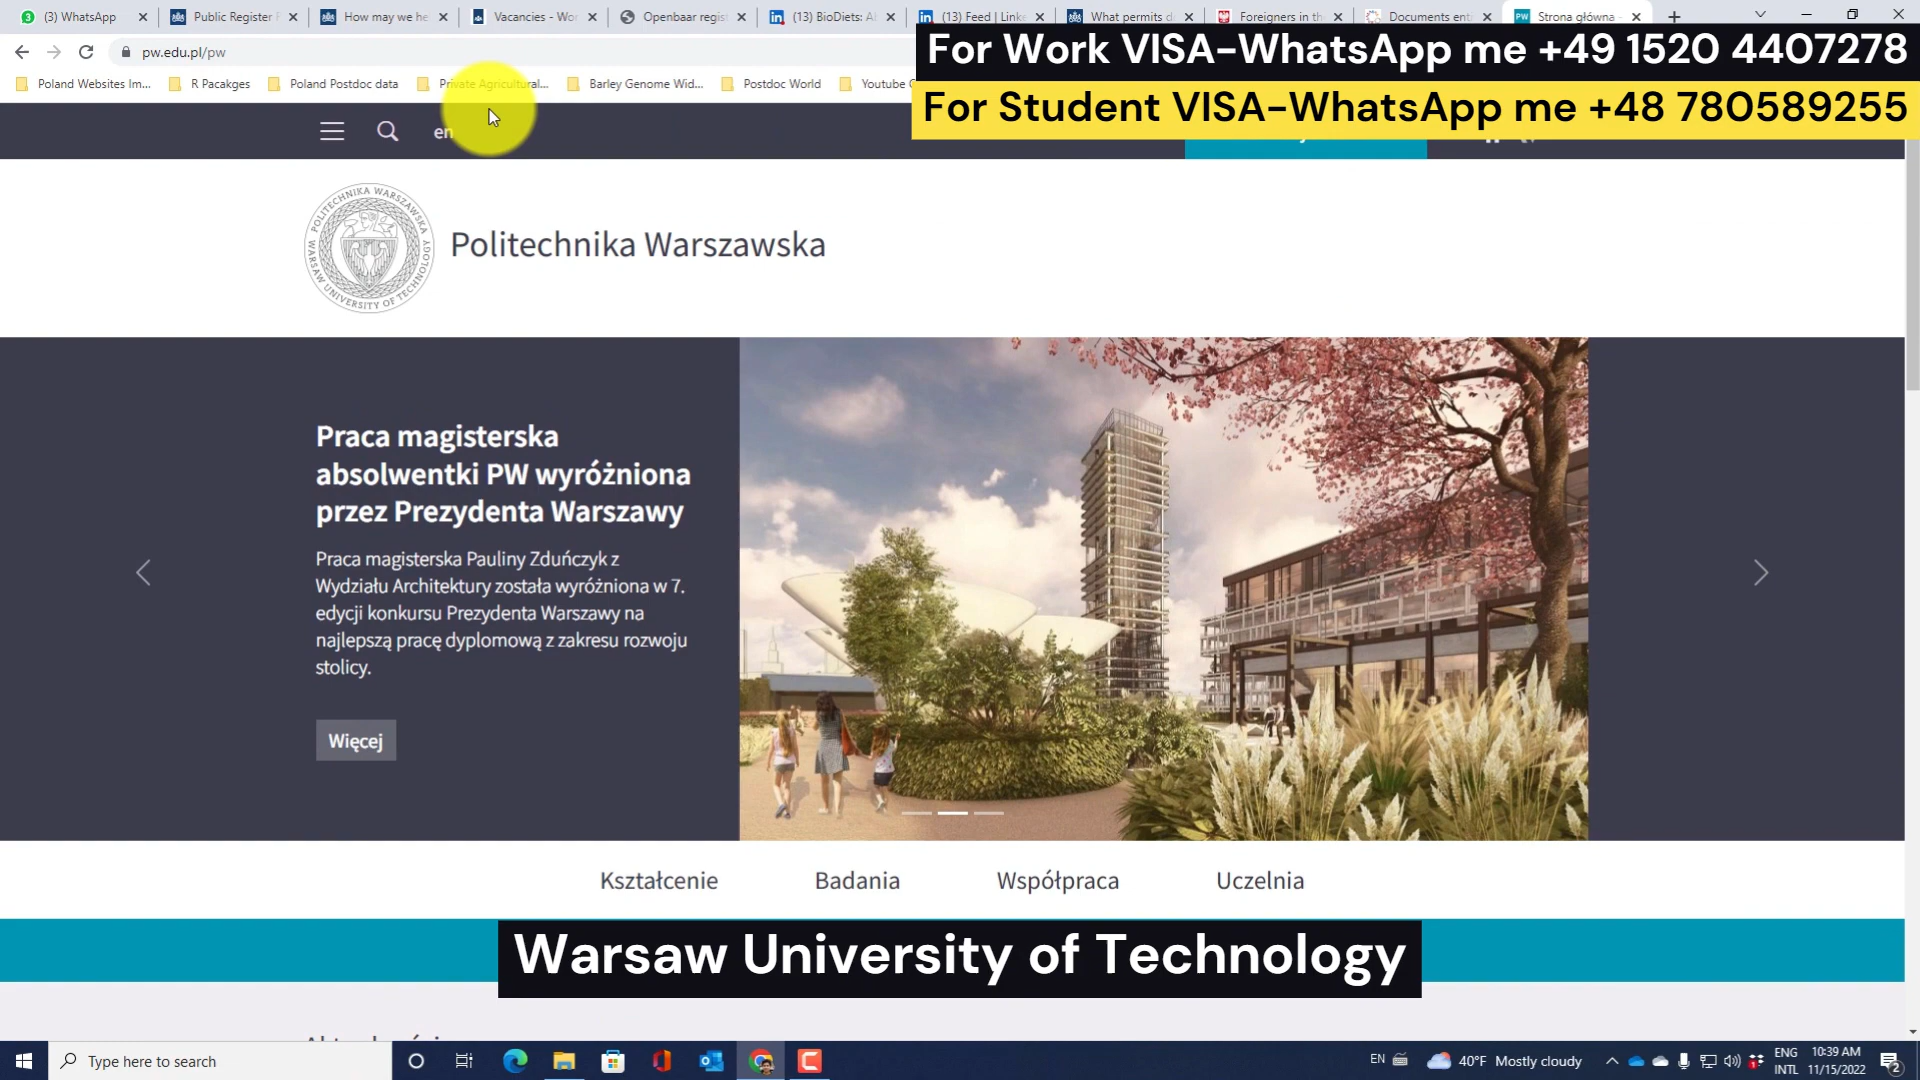 (3) WhatsApp
Public Register
How may we he
Vacancies - Wo
Openbaar regis
(13) BioDiets: A
(13) Feed | Linke
What permits d
Foreigners in th
Documents ent
Strona główna -
pw.edu.pl/pw
For Work VISA-WhatsApp me +49 1520 4407278
Poland Websites Im...
R Pacakges
Poland Postdoc data
Private Agricultural...
Barley Genome Wid...
Postdoc World
Youtube
For Student VISA-WhatsApp me +48 780589255
en
POLITECHNIKA WARSZAWSKA
WARSAW UNIVERSITY OF TECHNOLOGY
Politechnika Warszawska
Praca magisterska
absolwentki PW wyróżniona
przez Prezydenta Warszawy
Praca magisterska Pauliny Zduńczyk z
Wydziału Architektury została wyróżniona w 7.
edycji konkursu Prezydenta Warszawy na
najlepszą pracę dyplomową z zakresu rozwoju
stolicy.
Więcej
Kształcenie
Badania
Współpraca
Uczelnia
Warsaw University of Technology
Type here to search
EN
40°F Mostly cloudy
ENG
INTL
10:39 AM
11/15/2022
2